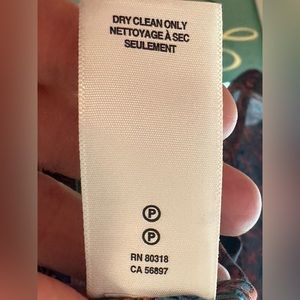 DRY CLEAN ONLY
NETTOYAGE À SEC
SEULEMENT
P
P
RN 80318
CA 56897